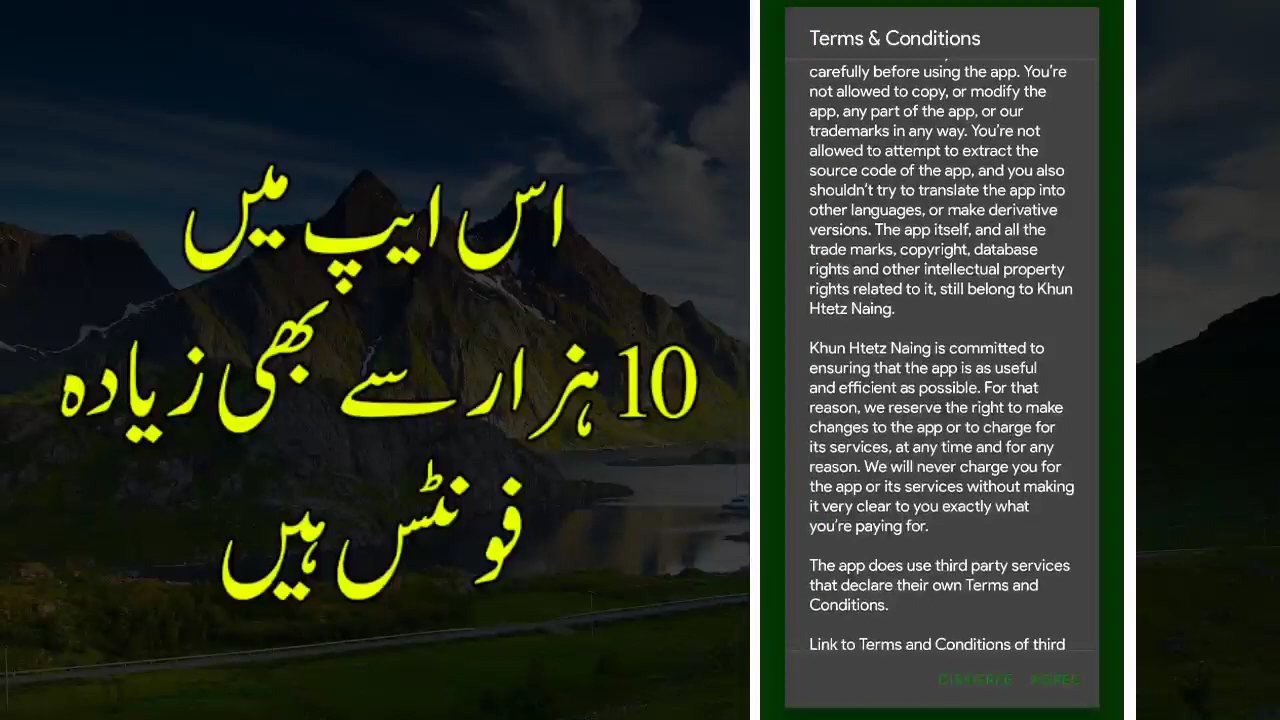 اس ایپ میں
10 ہزار سے بھی زیادہ
فونٹس ہیں
Terms & Conditions
carefully before using the app. You're
not allowed to copy, or modify the
app, any part of the app, or our
trademarks in any way. You're not
allowed to attempt to extract the
source code of the app, and you also
shouldn't try to translate the app into
other languages, or make derivative
versions. The app itself, and all the
trade marks, copyright, database
rights and other intellectual property
rights related to it, still belong to Khun
Htetz Naing.
Khun Htetz Naing is committed to
ensuring that the app is as useful
and efficient as possible. For that
reason, we reserve the right to make
changes to the app or to charge for
its services, at any time and for any
reason. We will never charge you for
the app or its services without making
it very clear to you exactly what
you're paying for.
The app does use third party services
that declare their own Terms and
Conditions.
Link to Terms and Conditions of third
DISAGREE AGREE